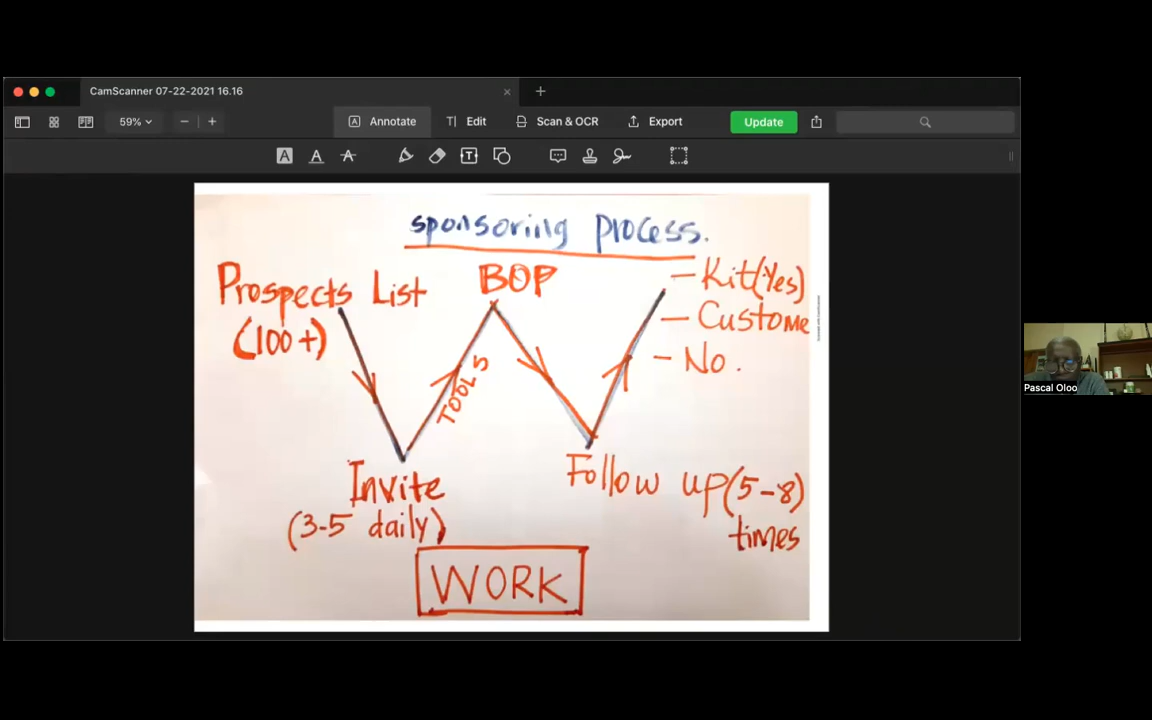 CamScanner 07-22-2021 16.16
59%
Annotate
Edit
Scan & OCR
Export
Update
sponsoring process.
Prospects List
(100+)
BOP
- Kit(Yes)
- Custome
- No.
TOOLS
Invite
(3-5 daily)
Follow up(5-8)
times
WORK
Pascal Oloo